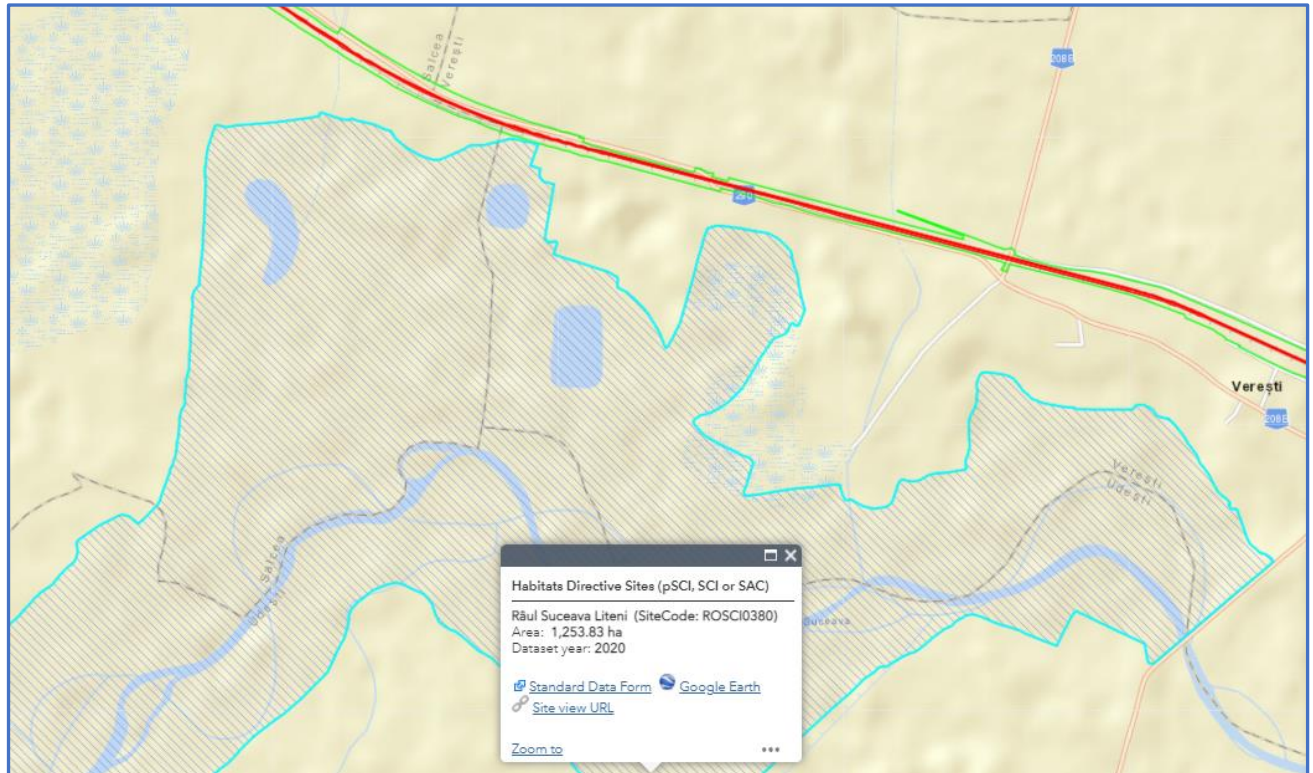 208B
Salcea
Verești
290
Verești
208B
Verești
Udești
Salcea
Udești
Suceava
Habitats Directive Sites (pSCI, SCI or SAC)
Râul Suceava Liteni (SiteCode: ROSCI0380)
Area: 1,253.83 ha
Dataset year: 2020
Standard Data Form Google Earth
Site view URL
Zoom to